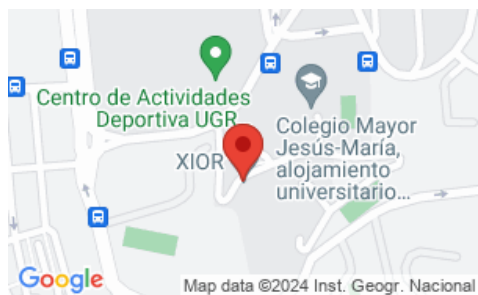 Centro de Actividades
Deportiva UGR
Colegio Mayor
Jesús-María,
alojamiento
universitario...
XIOR
Google
Map data ©2024 Inst. Geogr. Nacional